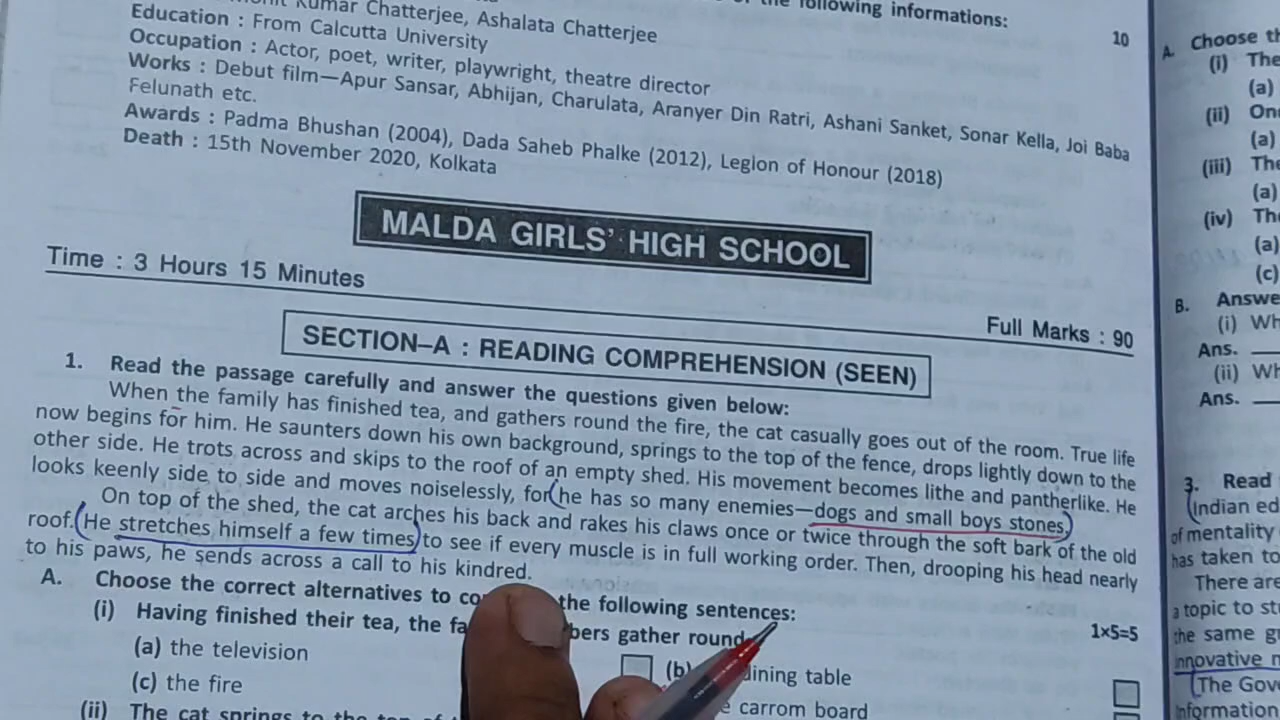 Kumar Chatterjee, Ashalata Chatterjee
the following informations:
10
Education : From Calcutta University
Occupation : Actor, poet, writer, playwright, theatre director
Works : Debut film—Apur Sansar, Abhijan, Charulata, Aranyer Din Ratri, Ashani Sanket, Sonar Kella, Joi Baba
Felunath etc.
Awards : Padma Bhushan (2004), Dada Saheb Phalke (2012), Legion of Honour (2018)
Death : 15th November 2020, Kolkata
MALDA GIRLS' HIGH SCHOOL
Time : 3 Hours 15 Minutes
Full Marks : 90
SECTION–A : READING COMPREHENSION (SEEN)
1. Read the passage carefully and answer the questions given below:
When the family has finished tea, and gathers round the fire, the cat casually goes out of the room. True life
now begins for him. He saunters down his own background, springs to the top of the fence, drops lightly down to the
other side. He trots across and skips to the roof of an empty shed. His movement becomes lithe and pantherlike. He
looks keenly side to side and moves noiselessly, for he has so many enemies—dogs and small boys stones
On top of the shed, the cat arches his back and rakes his claws once or twice through the soft bark of the old
roof. He stretches himself a few times to see if every muscle is in full working order. Then, drooping his head nearly
to his paws, he sends across a call to his kindred.
A. Choose the correct alternatives to the following sentences:
1×5=5
(i) Having finished their tea, the gather round
(a) the television
(b) table
(c) the fire
carrom board
(ii) The cat springs to the top of
A. Choose
(i) The
(a)
(ii)
(a)
(iii) The
(a)
(iv)
(a)
(c)
B.
(i)
Ans.
(ii)
Ans.
3. Read
Indian
of mentality
has taken to
There are
a topic to
the same
innovative
The